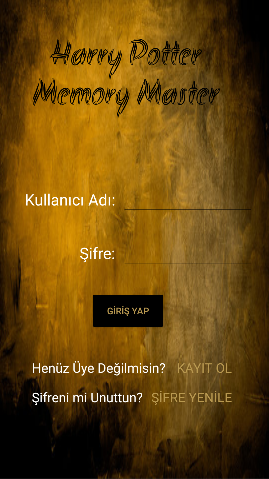 Harry Potter
Memory Master
Kullanıcı Adı:
Şifre:
GİRİŞ YAP
Henüz Üye Değilmisin? KAYIT OL
Şifreni mi Unuttun? ŞİFRE YENİLE